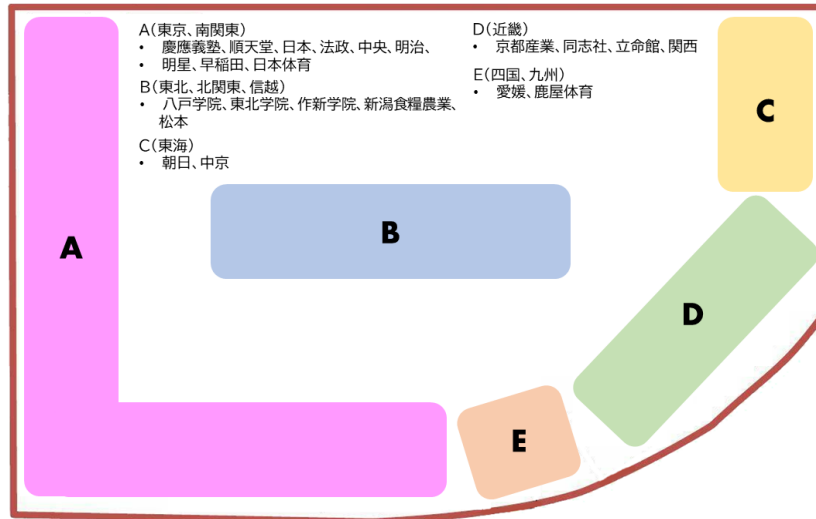 A(東京、南関東)
• 慶應義塾、順天堂、日本、法政、中央、明治、
• 明星、早稲田、日本体育
B(東北、北関東、信越)
• 八戸学院、東北学院、作新学院、新潟食糧農業、
松本
C(東海)
• 朝日、中京
D(近畿)
• 京都産業、同志社、立命館、関西
E(四国、九州)
• 愛媛、鹿屋体育
A
B
C
D
E